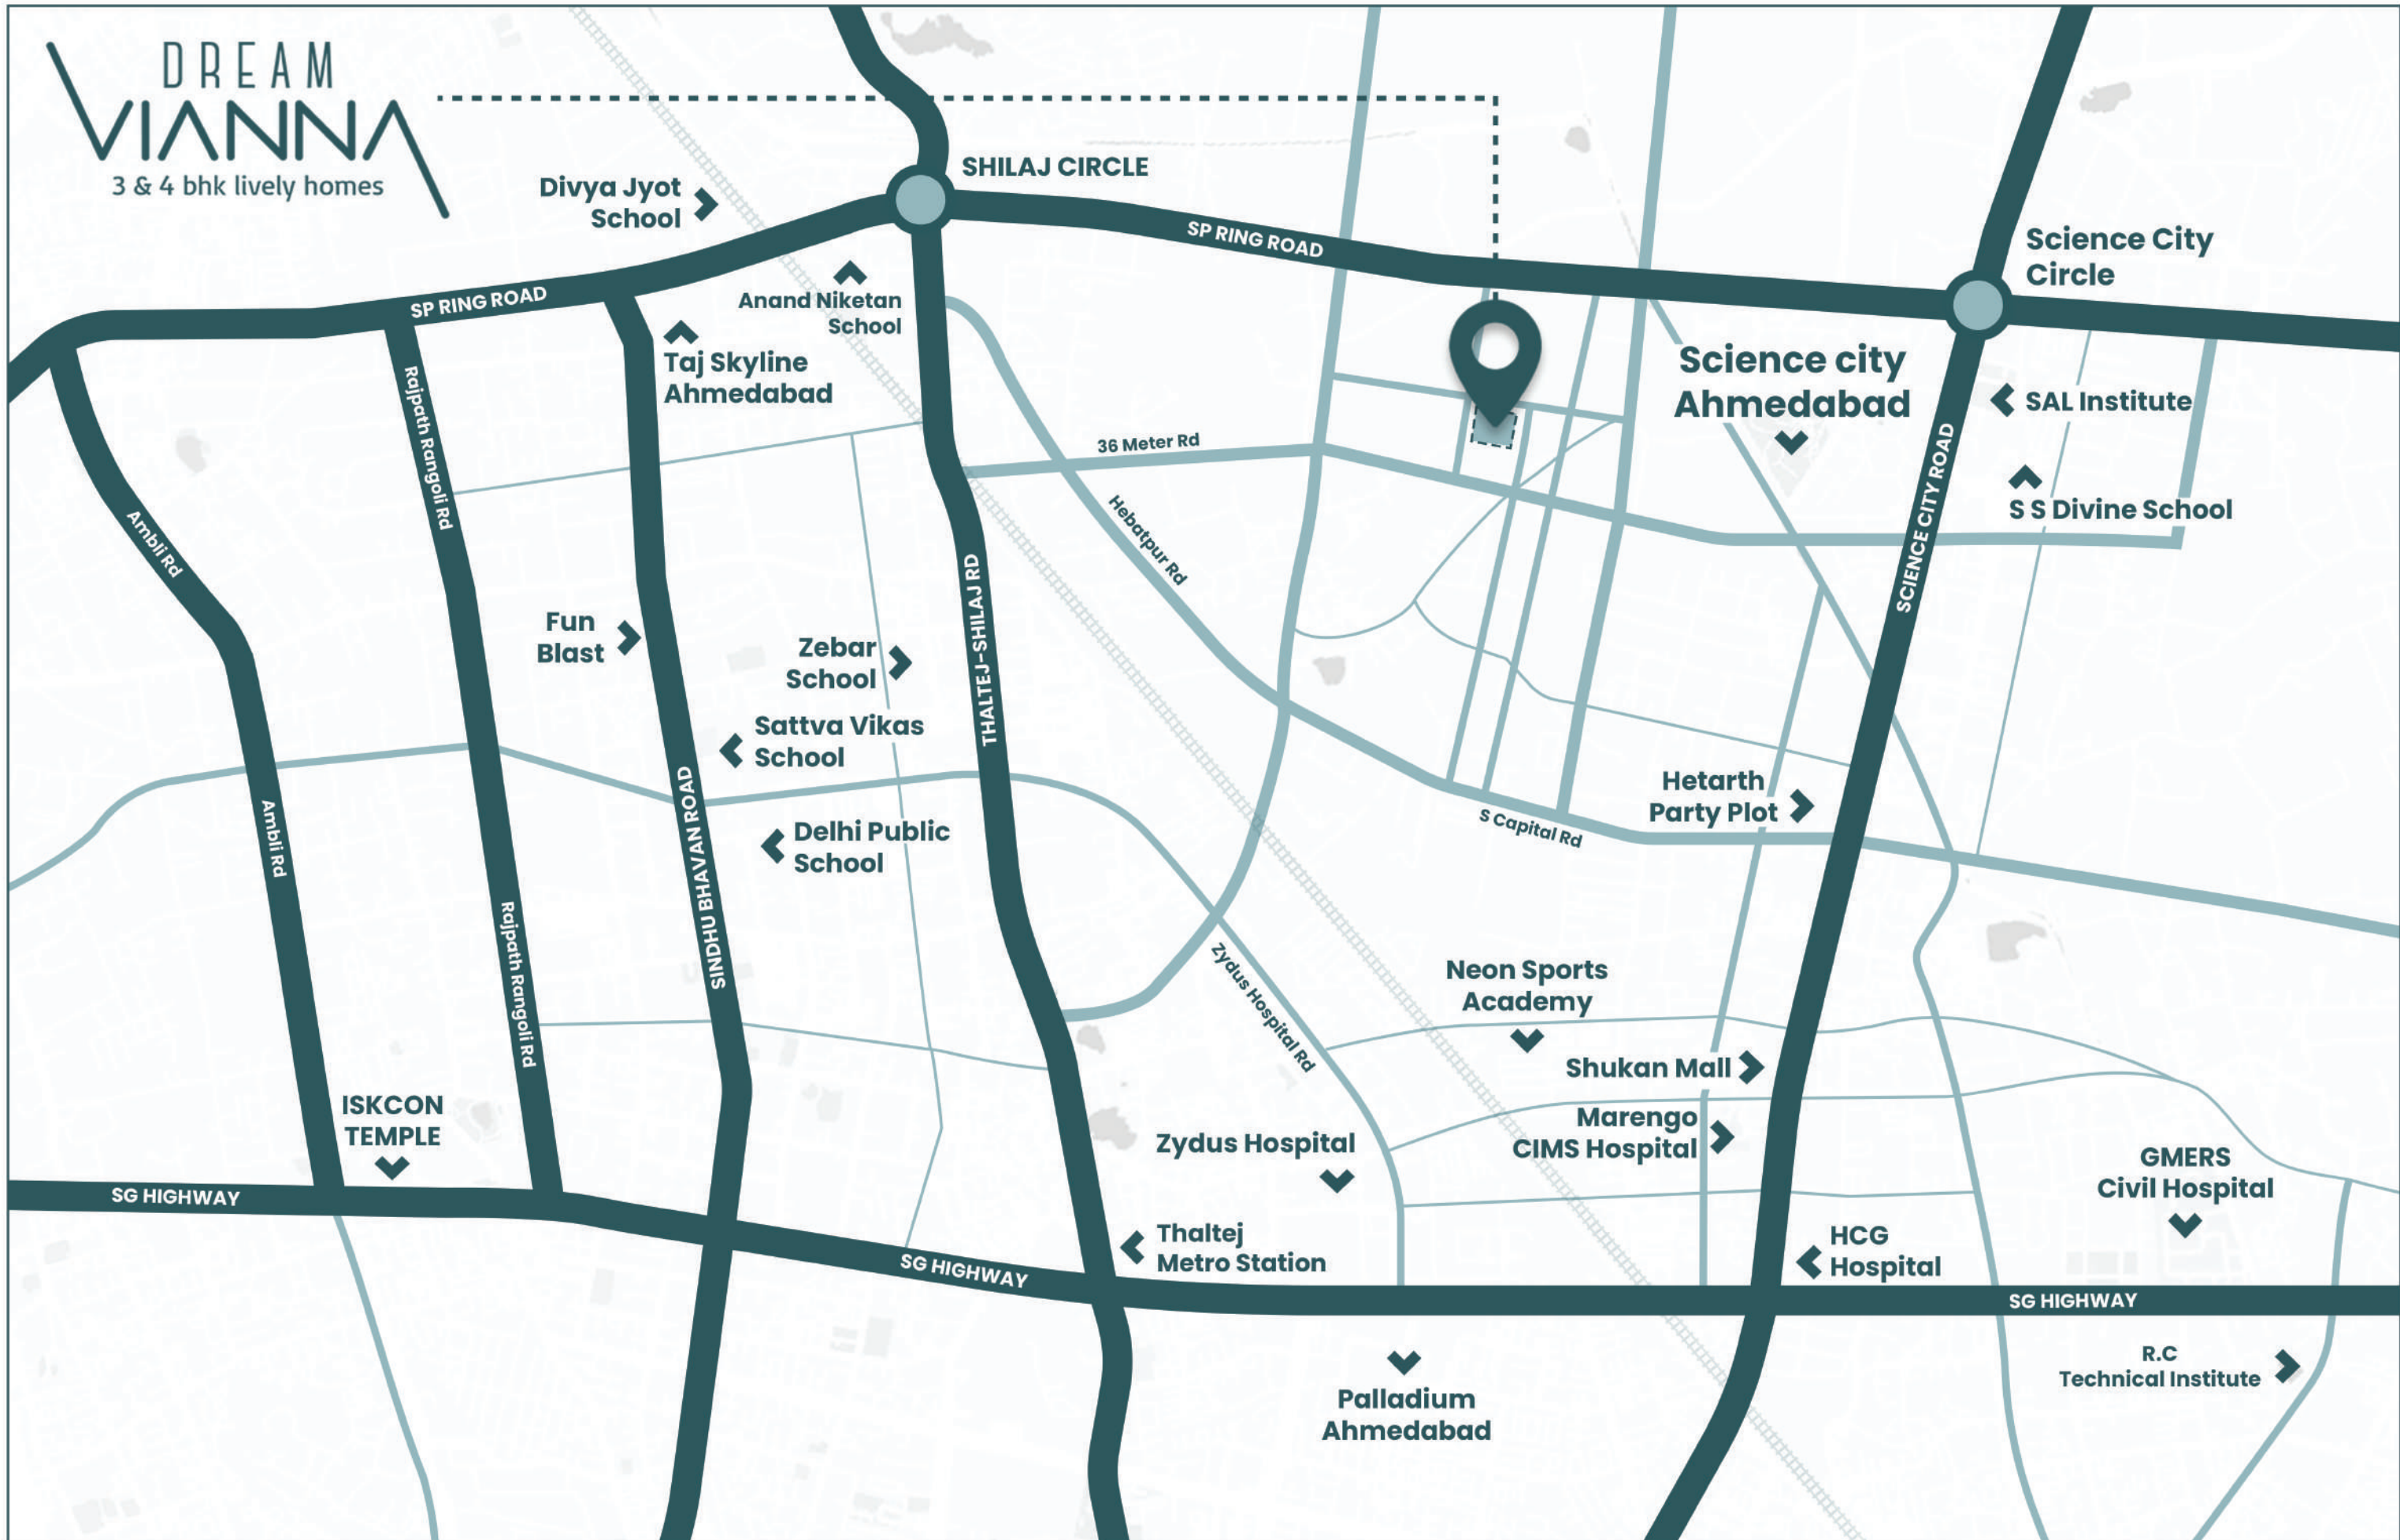 DREAM
VIANNA
3 & 4 bhk lively homes
SHILAJ CIRCLE
Divya Jyot
School
SP RING ROAD
Science City
Circle
SP RING ROAD
Anand Niketan
School
Taj Skyline
Ahmedabad
Science city
Ahmedabad
SAL Institute
Rajpath Rangoli Rd
36 Meter Rd
Hebatpur Rd
Ambli Rd
SCIENCE CITY ROAD
S S Divine School
Fun
Blast
Zebar
School
THALTEJ-SHILAJ RD
Sattva Vikas
School
Hetarth
Party Plot
S Capital Rd
Ambli Rd
SINDHU BHAVAN ROAD
Delhi Public
School
Rajpath Rangoli Rd
Zydus Hospital Rd
Neon Sports
Academy
Shukan Mall
ISKCON
TEMPLE
Marengo
CIMS Hospital
Zydus Hospital
GMERS
Civil Hospital
SG HIGHWAY
Thaltej
Metro Station
HCG
Hospital
SG HIGHWAY
SG HIGHWAY
R.C
Technical Institute
Palladium
Ahmedabad